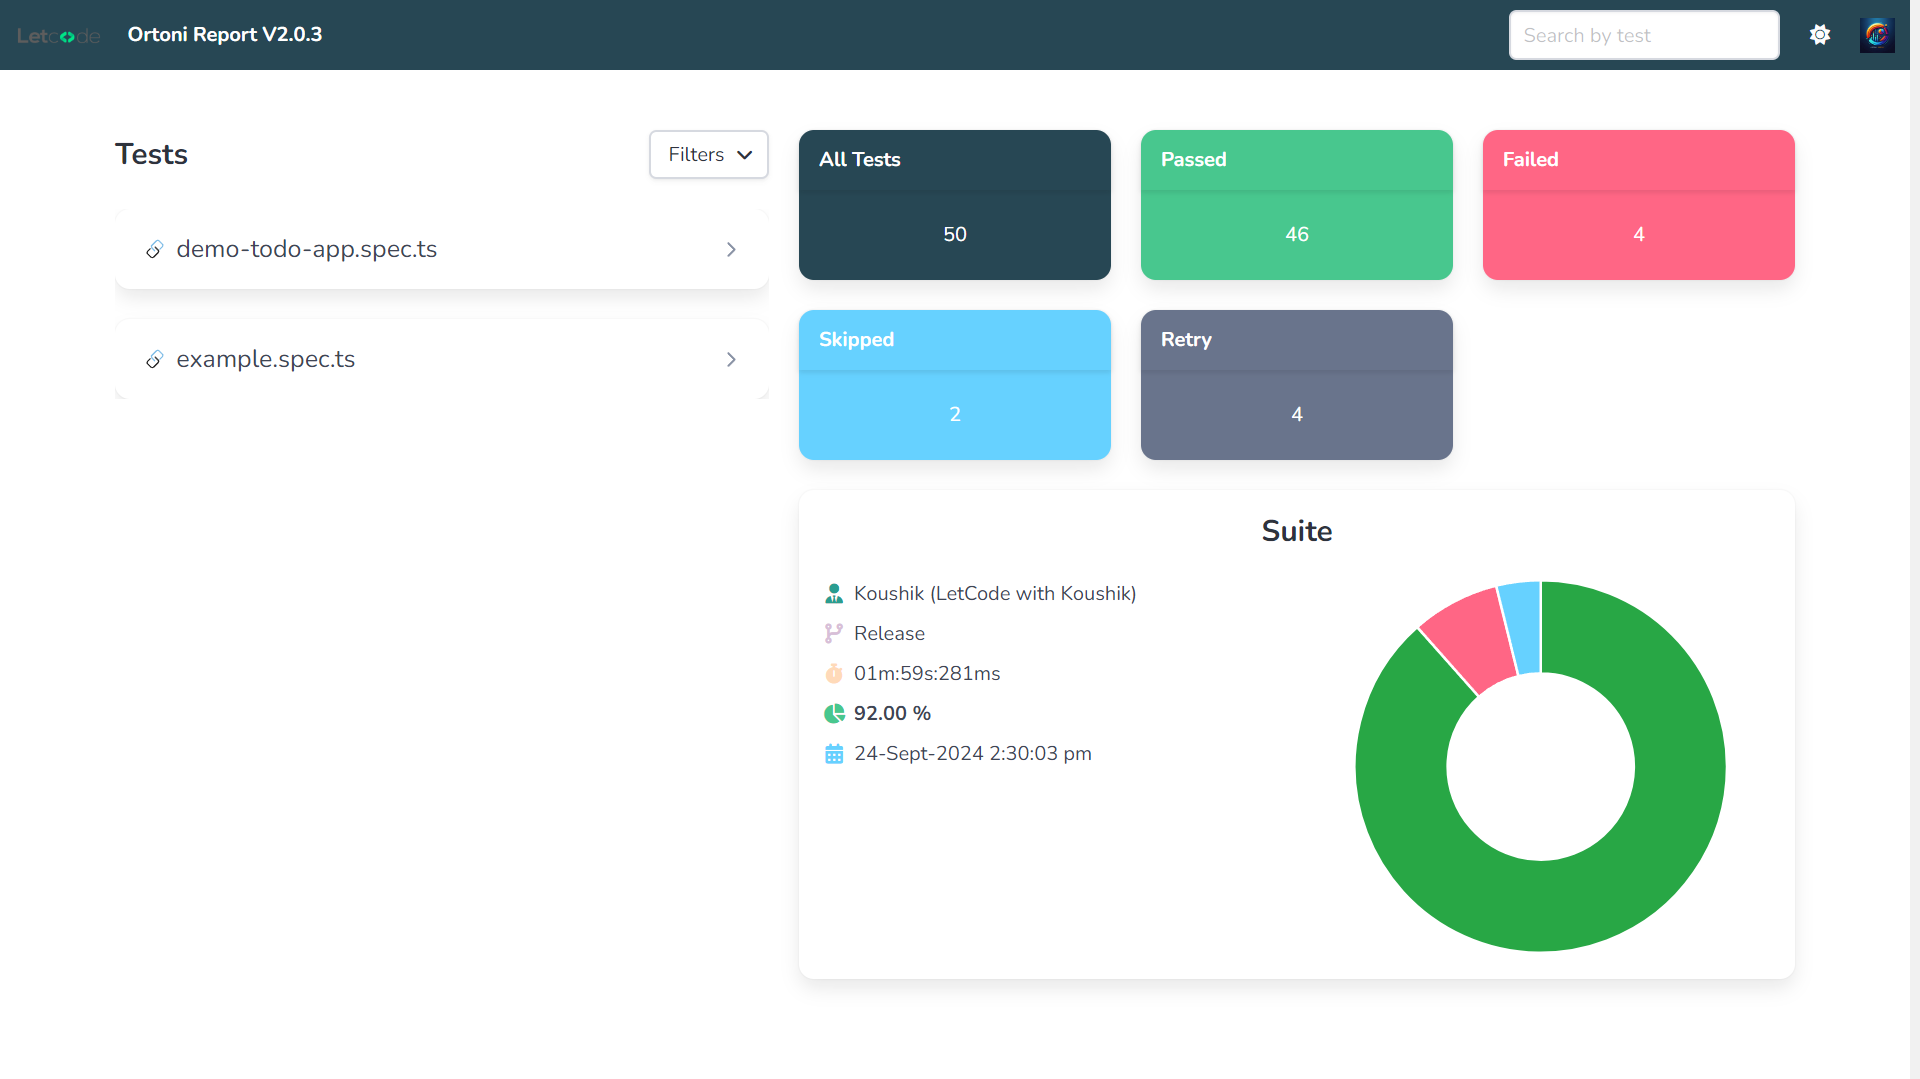 Letcode
Ortoni Report V2.0.3
Search by test
Tests
Filters
demo-todo-app.spec.ts
example.spec.ts
All Tests
50
Passed
46
Failed
4
Skipped
2
Retry
4
Suite
Koushik (LetCode with Koushik)
Release
01m:59s:281ms
92.00 %
24-Sept-2024 2:30:03 pm